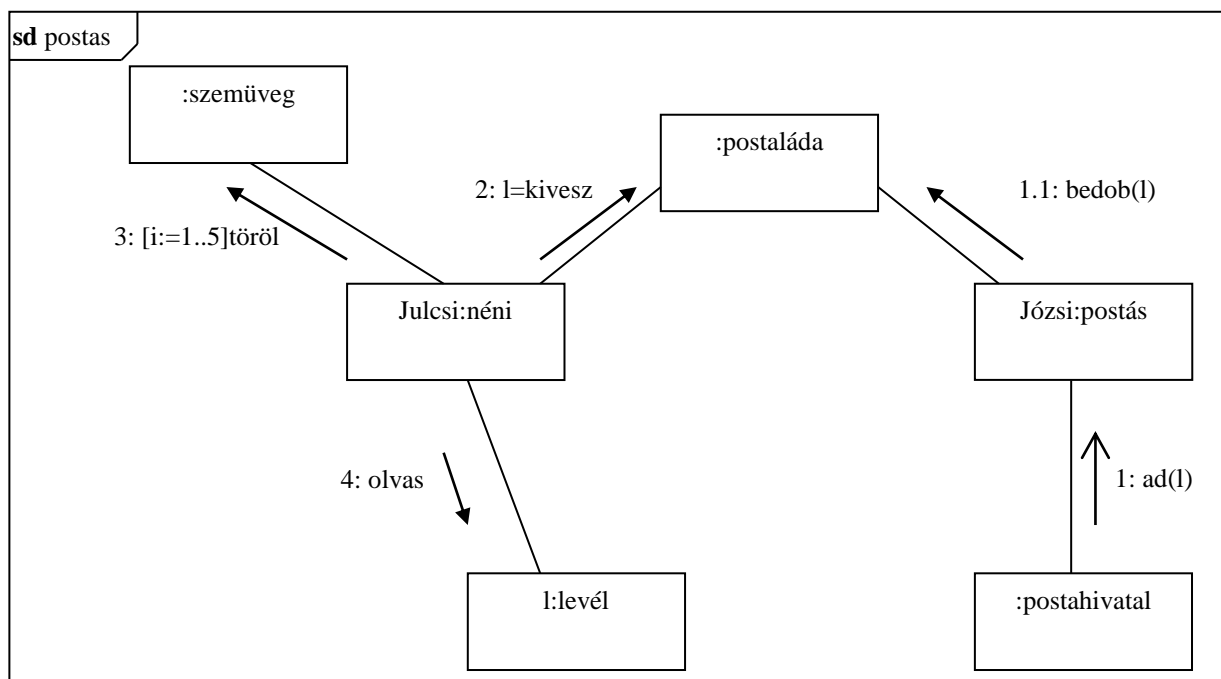 sd postas
:szemüveg
:postaláda
2: l=kivesz
1.1: bedob(l)
3: [i:=1..5]töröl
Julcsi:néni
Józsi:postás
4: olvas
1: ad(l)
l:levél
:postahivatal